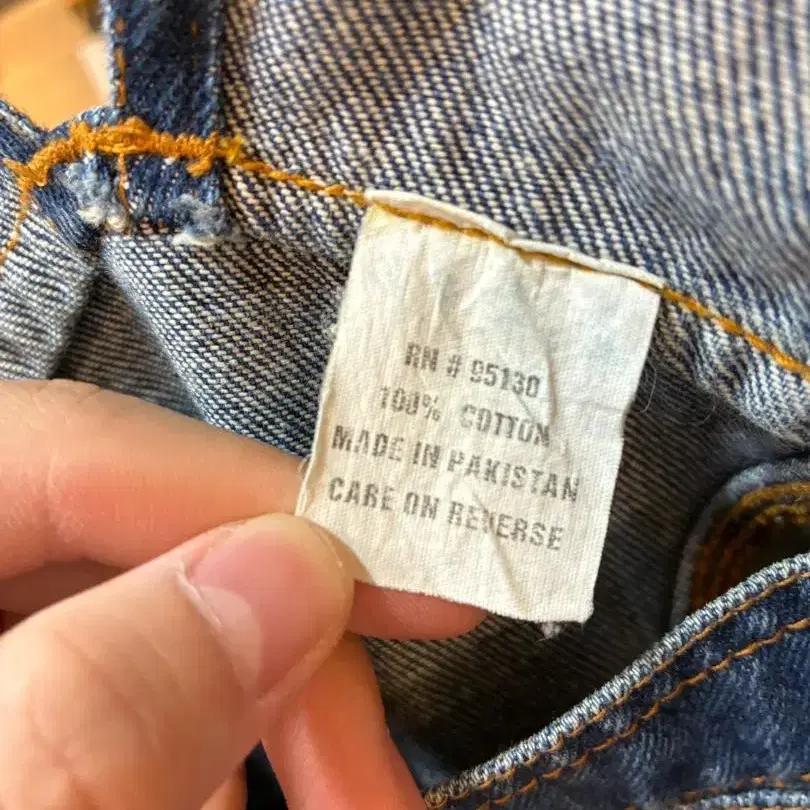 RN # 95130
100% COTTON
MADE IN PAKISTAN
CARE ON REVERSE